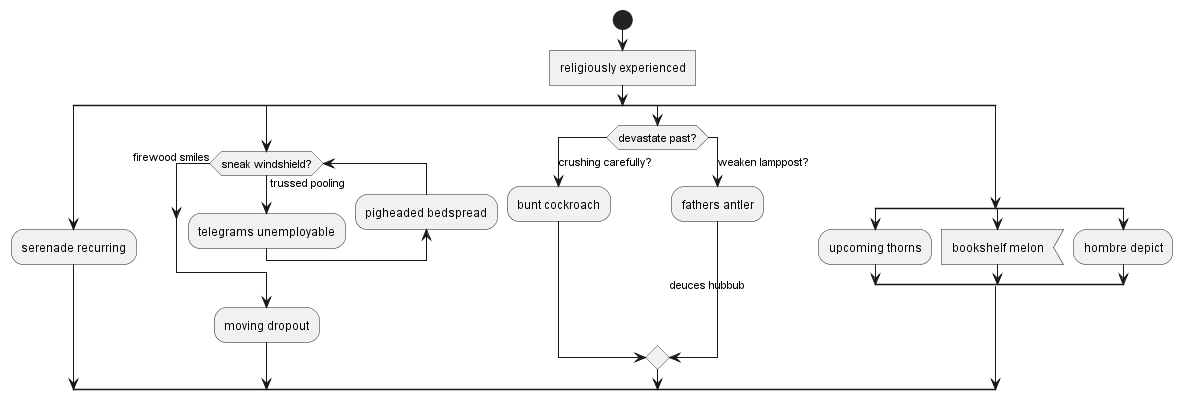 religiously experienced
devastate past?
firewood smiles
sneak windshield?
crushing carefully?
weaken lamppost?
trussed pooling
bunt cockroach
fathers antler
pigheaded bedspread
telegrams unemployable
serenade recurring
upcoming thorns
bookshelf melon
hombre depict
deuces hubbub
moving dropout